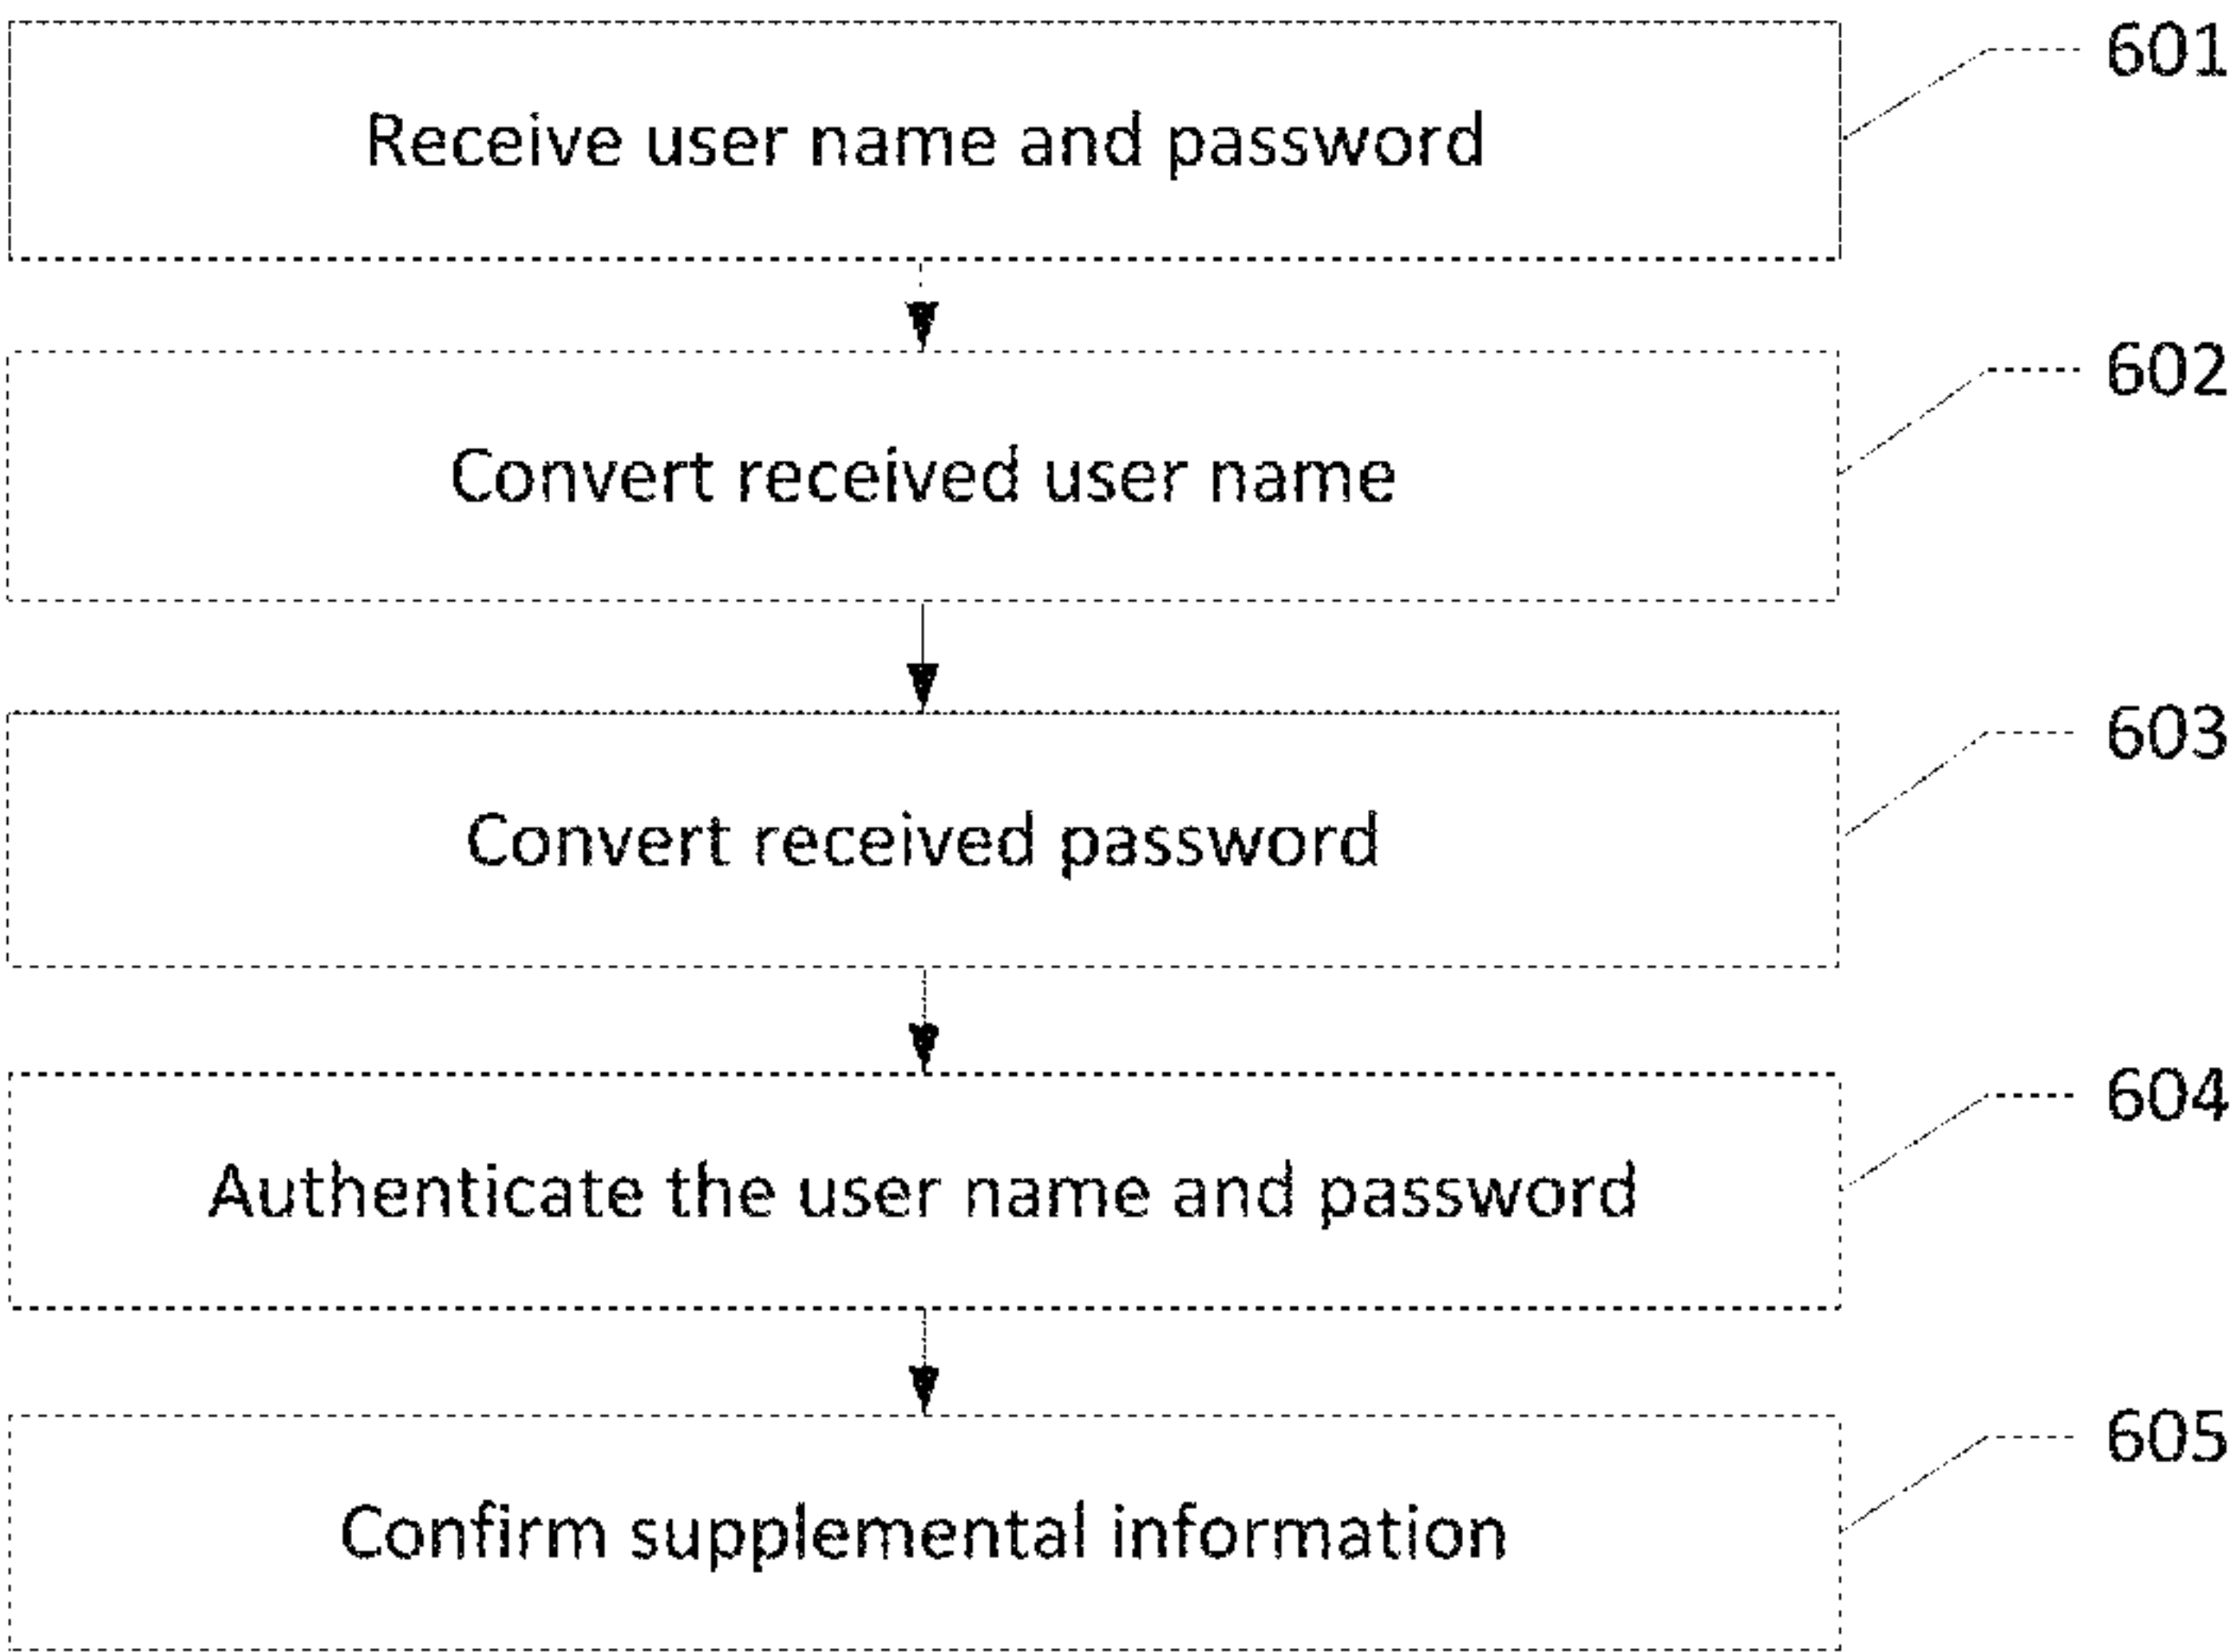 601
Receive user name and password
602
Convert received user name
603
Convert received password
604
Authenticate the user name and password
605
Confirm supplemental information